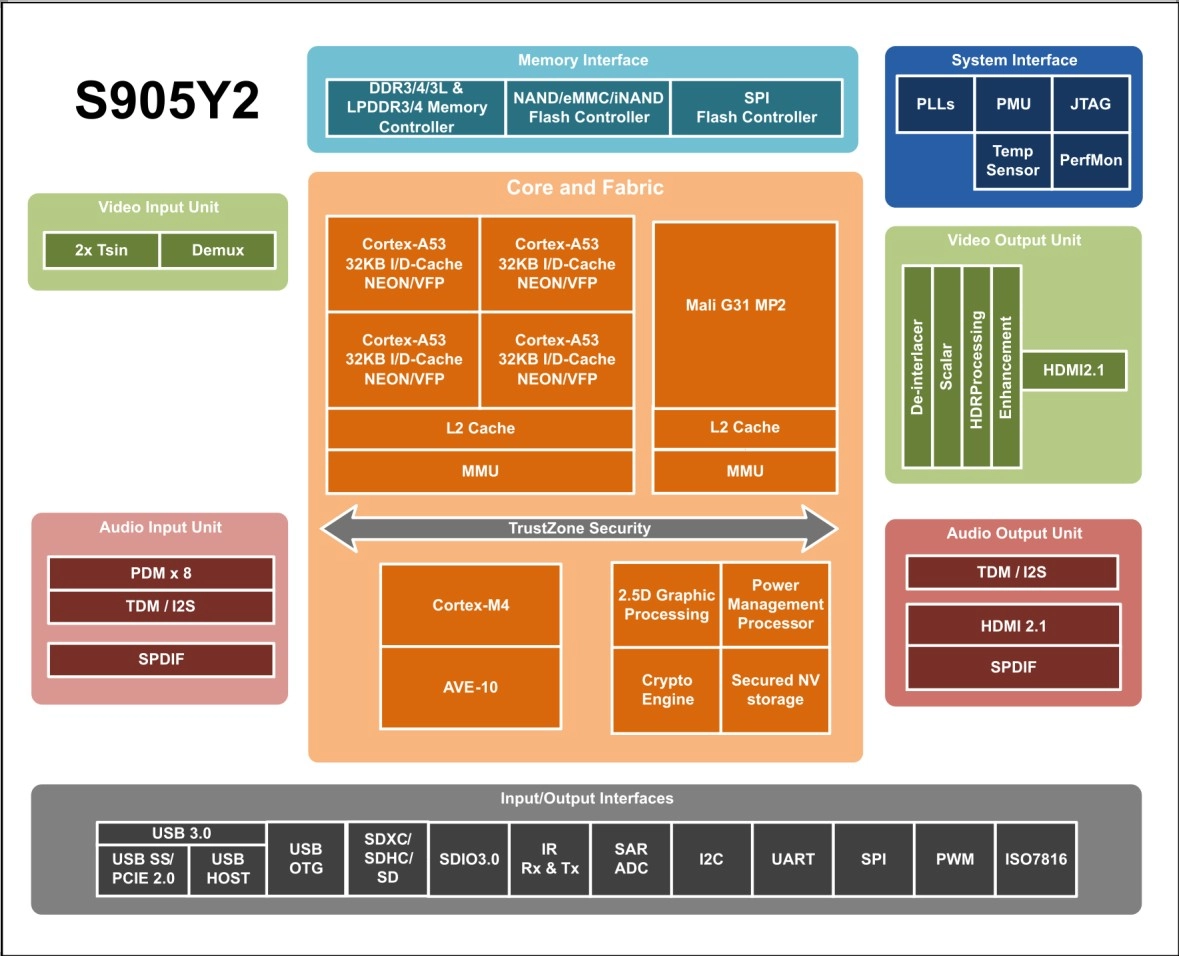 S905Y2
Memory Interface
DDR3/4/3L &
LPDDR3/4 Memory
Controller
NAND/eMMC/iNAND
Flash Controller
SPI
Flash Controller
System Interface
PLLs
PMU
JTAG
Temp
Sensor
PerfMon
Video Input Unit
2x Tsin
Demux
Core and Fabric
Cortex-A53
32KB I/D-Cache
NEON/VFP
Cortex-A53
32KB I/D-Cache
NEON/VFP
Cortex-A53
32KB I/D-Cache
NEON/VFP
Cortex-A53
32KB I/D-Cache
NEON/VFP
L2 Cache
MMU
Mali G31 MP2
L2 Cache
MMU
TrustZone Security
Cortex-M4
AVE-10
2.5D Graphic
Processing
Power
Management
Processor
Crypto
Engine
Secured NV
storage
Video Output Unit
De-interlacer
Scalar
HDRProcessing
Enhancement
HDMI2.1
Audio Input Unit
PDM x 8
TDM / I2S
SPDIF
Audio Output Unit
TDM / I2S
HDMI 2.1
SPDIF
Input/Output Interfaces
USB 3.0
USB SS/
PCIE 2.0
USB
HOST
USB
OTG
SDXC/
SDHC/
SD
SDIO3.0
IR
Rx & Tx
SAR
ADC
I2C
UART
SPI
PWM
ISO7816